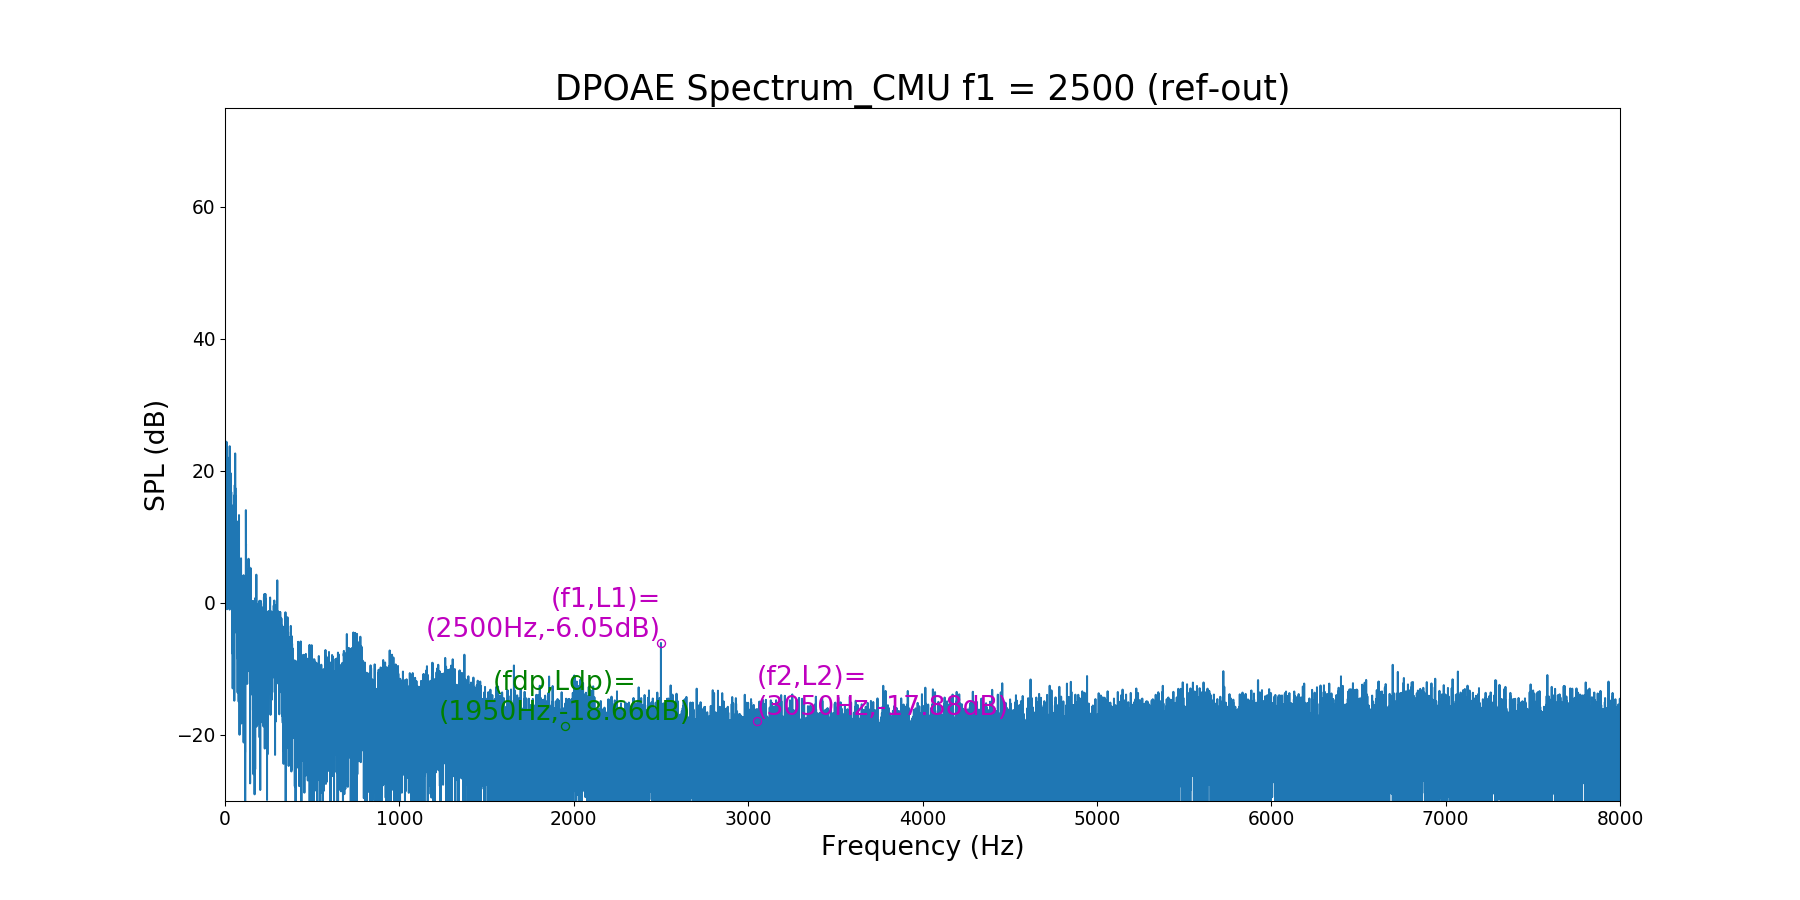 DPOAE Spectrum_CMU f1 = 2500 (ref-out)
SPL (dB)
60
40
20
0
−20
(f1,L1)=
(2500Hz,-6.05dB)
(fdp,Ldp)=
(1950Hz,-18.66dB)
(f2,L2)=
(3050Hz,-17.88dB)
0 1000 2000 3000 4000 5000 6000 7000 8000
Frequency (Hz)